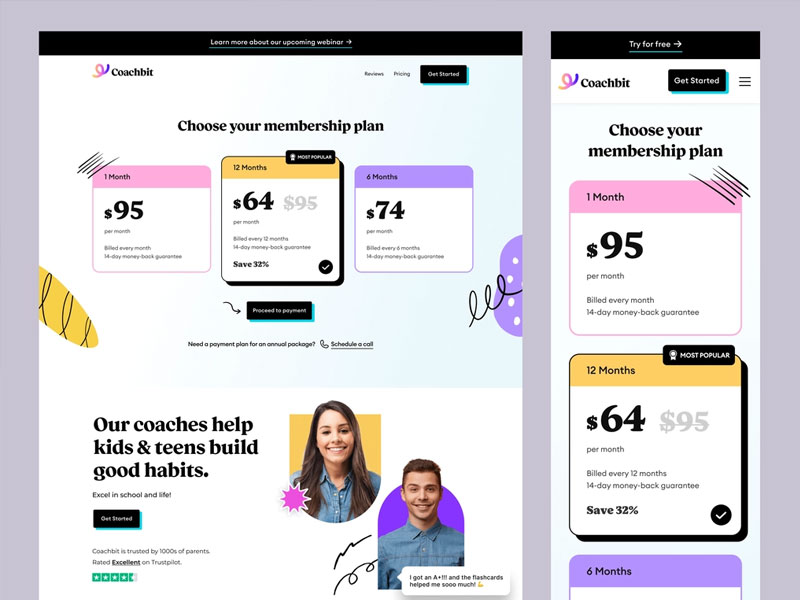 Learn more about our upcoming webinar →
Coachbit
Reviews
Pricing
Get Started
Choose your membership plan
1 Month
$95
per month
Billed every month
14-day money-back guarantee
MOST POPULAR
12 Months
$64 $95
per month
Billed every 12 months
14-day money-back guarantee
Save 32%
6 Months
$74
per month
Billed every 6 months
14-day money-back guarantee
Proceed to payment
Need a payment plan for an annual package? Schedule a call
Our coaches help
kids & teens build
good habits.
Excel in school and life!
Get Started
Coachbit is trusted by 1000s of parents.
Rated Excellent on Trustpilot.
I got an A+!!! and the flashcards
helped me sooo much! 💪
Try for free →
Coachbit
Get Started
Choose your
membership plan
1 Month
$95
per month
Billed every month
14-day money-back guarantee
MOST POPULAR
12 Months
$64 $95
per month
Billed every 12 months
14-day money-back guarantee
Save 32%
6 Months